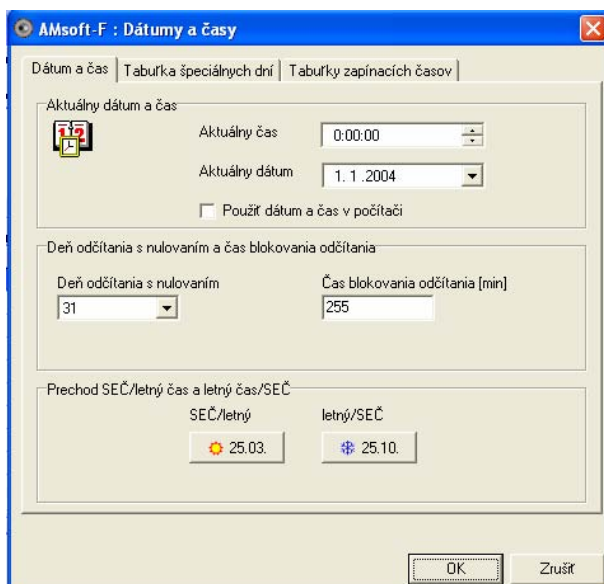 AMsoft-F : Dátumy a časy
Dátum a čas Tabuľka špeciálnych dní Tabuľky zapínacích časov
Aktuálny dátum a čas
Aktuálny čas 0:00:00
Aktuálny dátum 1. 1 .2004
Použiť dátum a čas v počítači
Deň odčítania s nulovaním a čas blokovania odčítania
Deň odčítania s nulovaním Čas blokovania odčítania [min]
31 255
Prechod SEČ/letný čas a letný čas/SEČ
SEČ/letný letný/SEČ
25.03. 25.10.
OK Zrušiť